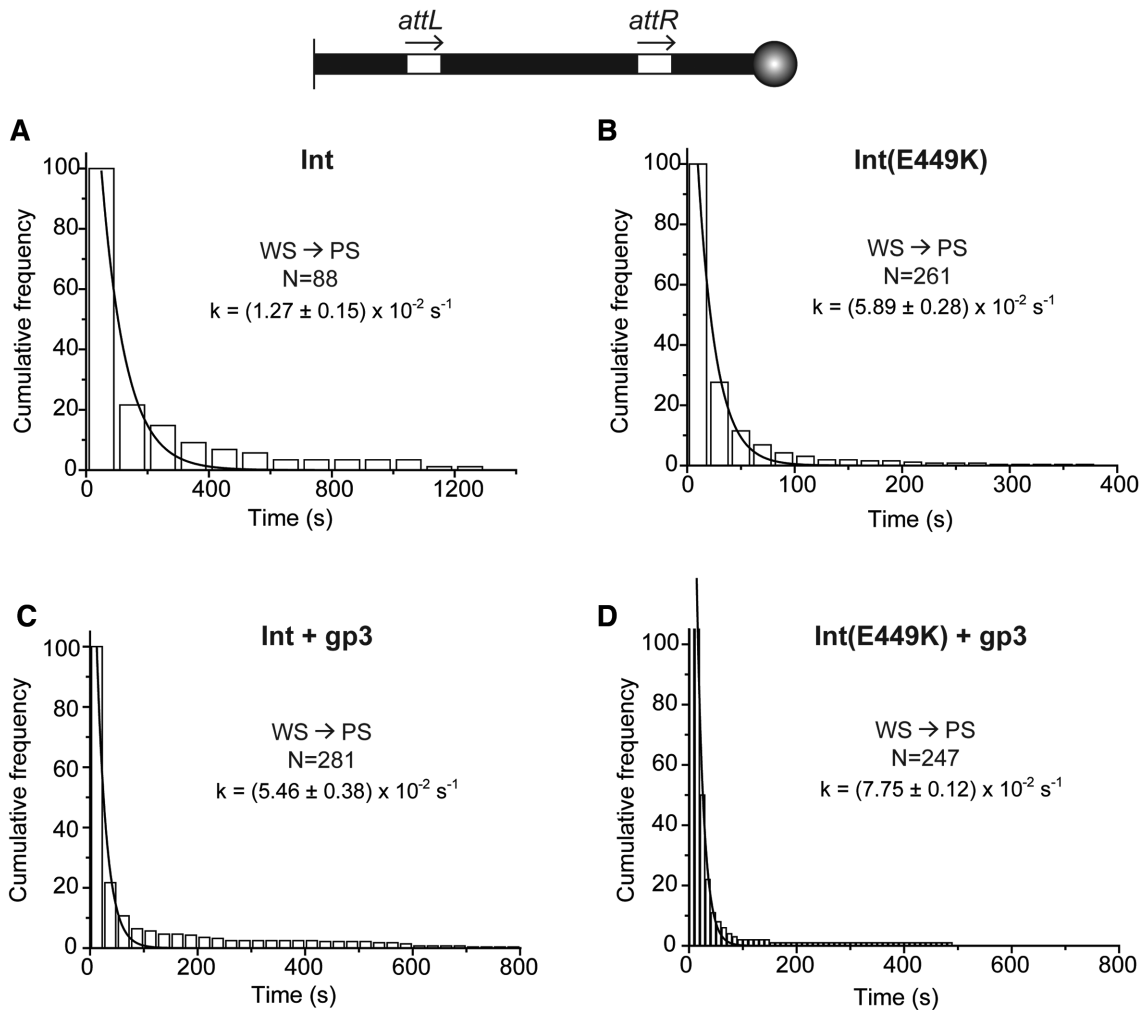 attL attR
A
Int
WS → PS
N=88
k = (1.27 ± 0.15) x 10⁻² s⁻¹
Cumulative frequency
100
80
60
40
20
0
0 400 800 1200
Time (s)
B
Int(E449K)
WS → PS
N=261
k = (5.89 ± 0.28) x 10⁻² s⁻¹
Cumulative frequency
100
80
60
40
20
0
0 100 200 300 400
Time (s)
C
Int + gp3
WS → PS
N=281
k = (5.46 ± 0.38) x 10⁻² s⁻¹
Cumulative frequency
100
80
60
40
20
0
0 200 400 600 800
Time (s)
D
Int(E449K) + gp3
WS → PS
N=247
k = (7.75 ± 0.12) x 10⁻² s⁻¹
Cumulative frequency
100
80
60
40
20
0
0 200 400 600 800
Time (s)